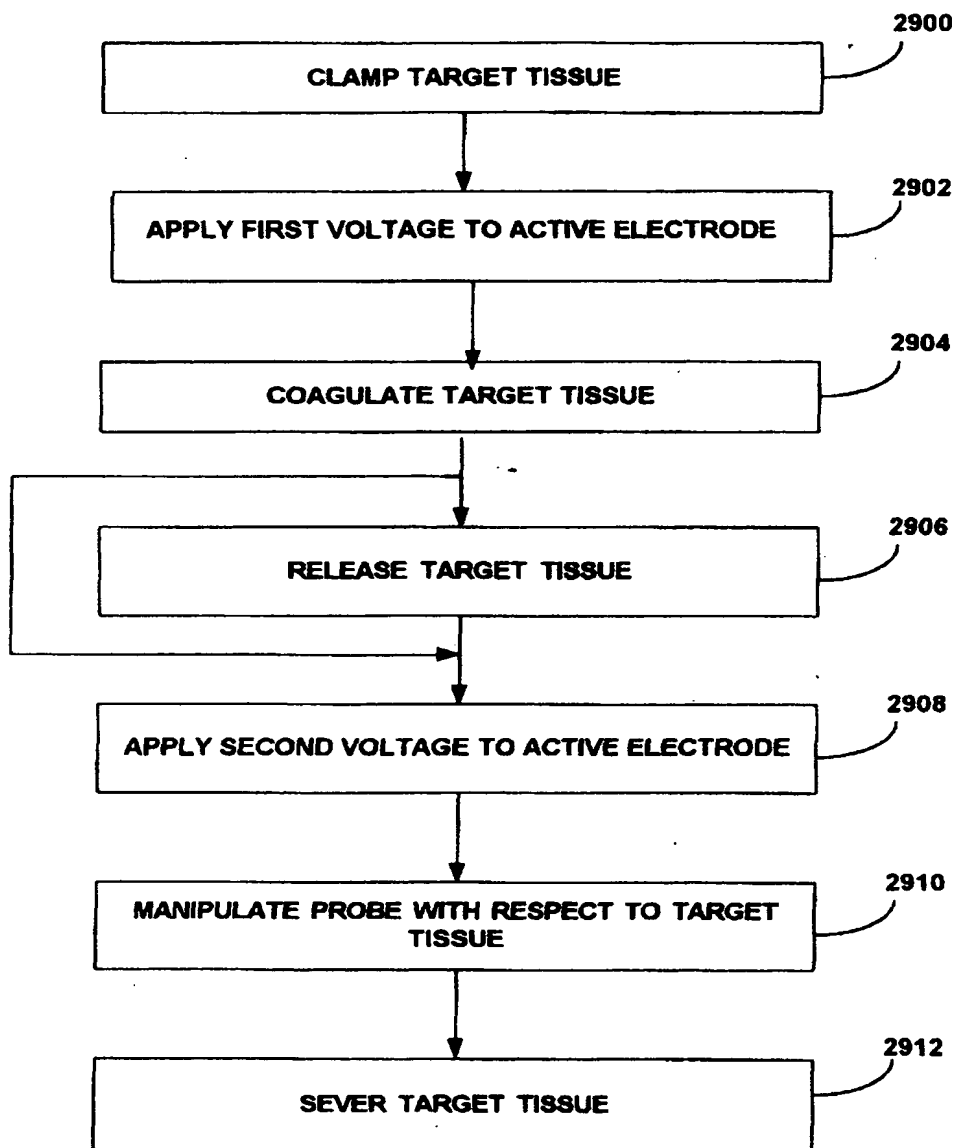 2900
CLAMP TARGET TISSUE
2902
APPLY FIRST VOLTAGE TO ACTIVE ELECTRODE
2904
COAGULATE TARGET TISSUE
2906
RELEASE TARGET TISSUE
2908
APPLY SECOND VOLTAGE TO ACTIVE ELECTRODE
2910
MANIPULATE PROBE WITH RESPECT TO TARGET
TISSUE
2912
SEVER TARGET TISSUE